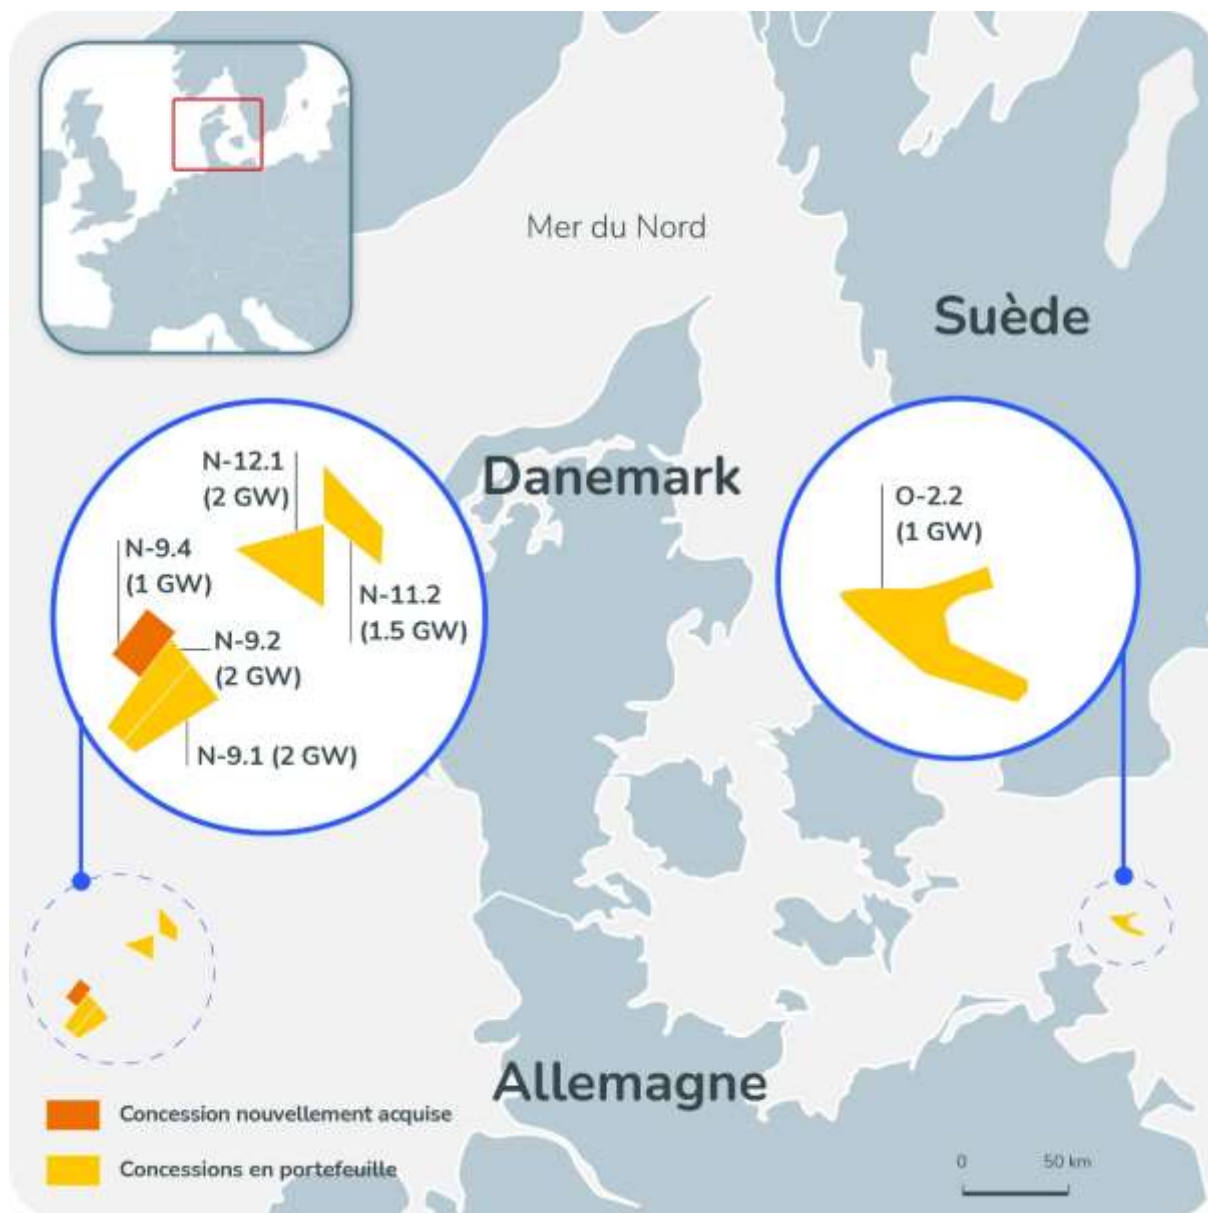 Mer du Nord
Suède
Danemark
N-12.1
(2 GW)
N-9.4
(1 GW)
N-11.2
(1.5 GW)
N-9.2
(2 GW)
N-9.1 (2 GW)
O-2.2
(1 GW)
Allemagne
Concession nouvellement acquise
Concessions en portefeuille
0 50 km